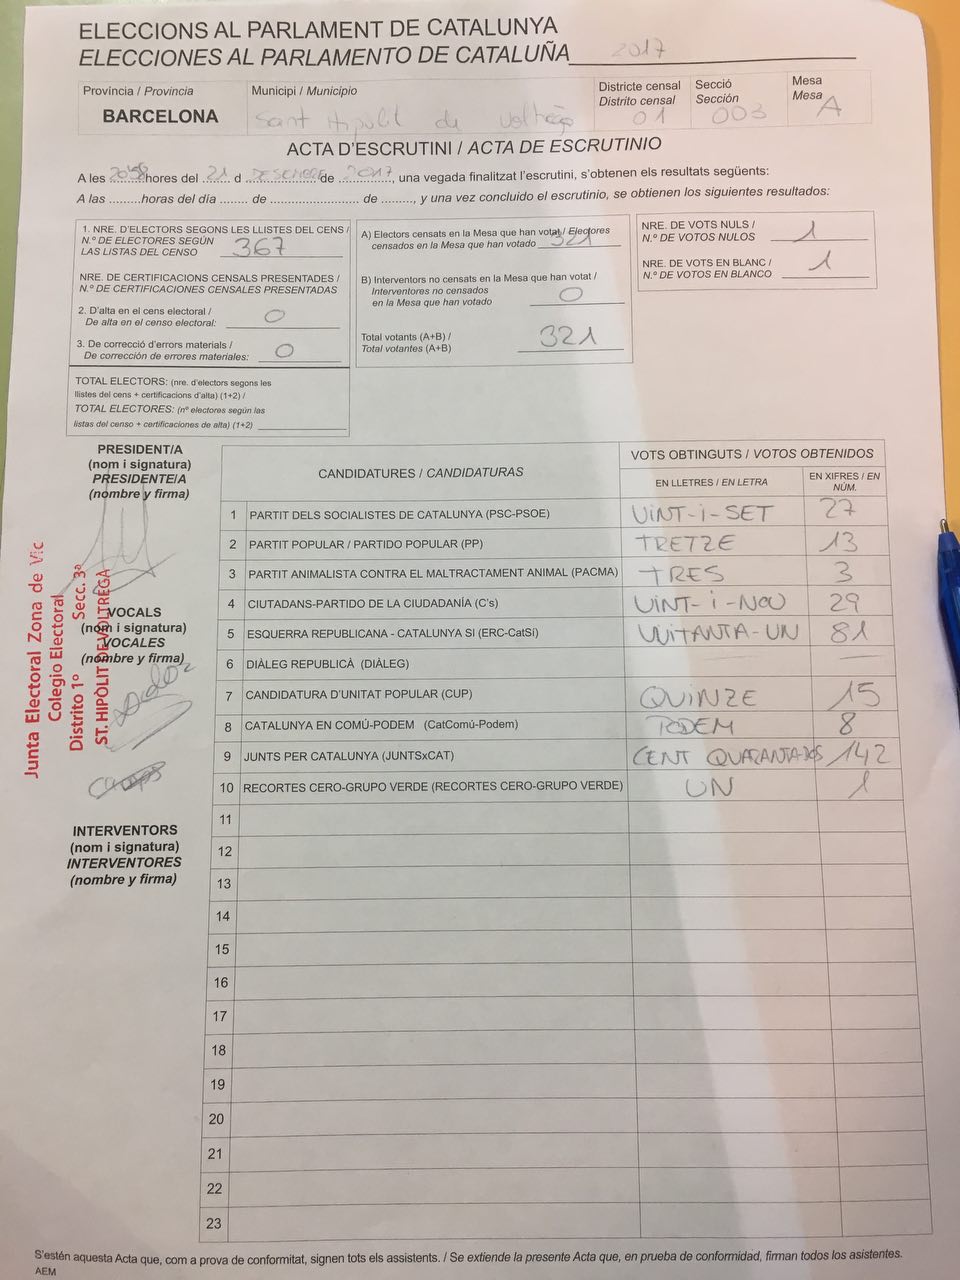 ELECCIONS AL PARLAMENT DE CATALUNYA
ELECCIONES AL PARLAMENTO DE CATALUÑA 2017
Província / Provincia
BARCELONA
Municipi / Municipio
Sant Hipòlit de Voltregà
Districte censal
Distrito censal
01
Secció
Sección
003
Mesa
Mesa
A
ACTA D'ESCRUTINI / ACTA DE ESCRUTINIO
A les hores del 21 d DESEMBRE de 2017, una vegada finalitzat l'escrutini, s'obtenen els resultats següents:
A las .........horas del día ........ de ........................ de ........, y una vez concluido el escrutinio, se obtienen los siguientes resultados:
1. NRE. D'ELECTORS SEGONS LES LLISTES DEL CENS /
N.º DE ELECTORES SEGÚN
LAS LISTAS DEL CENSO 367
NRE. DE CERTIFICACIONS CENSALS PRESENTADES /
N.º DE CERTIFICACIONES CENSALES PRESENTADAS
2. D'alta en el cens electoral /
De alta en el censo electoral: 0
3. De correcció d'errors materials /
De corrección de errores materiales: 0
TOTAL ELECTORS: (nre. d'electors segons les
llistes del cens + certificacions d'alta) (1+2) /
TOTAL ELECTORES: (nº electores según las
listas del censo + certificaciones de alta) (1+2)
A) Electors censats en la Mesa que han votat / Electores
censados en la Mesa que han votado 321
B) Interventors no censats en la Mesa que han votat /
Interventores no censados
en la Mesa que han votado 0
Total votants (A+B) /
Total votantes (A+B) 321
NRE. DE VOTS NULS /
N.º DE VOTOS NULOS 1
NRE. DE VOTS EN BLANC /
N.º DE VOTOS EN BLANCO 1
PRESIDENT/A
(nom i signatura)
PRESIDENTE/A
(nombre y firma)
VOCALS
(nom i signatura)
VOCALES
(nombre y firma)
INTERVENTORS
(nom i signatura)
INTERVENTORES
(nombre y firma)
Junta Electoral Zona de Vic
Colegio Electoral
Distrito 1º Secc. 3ª
ST. HIPÒLIT DE VOLTREGA
CANDIDATURES / CANDIDATURAS
VOTS OBTINGUTS / VOTOS OBTENIDOS
EN LLETRES / EN LETRA
EN XIFRES / EN NÚM.
1 PARTIT DELS SOCIALISTES DE CATALUNYA (PSC-PSOE) VINT-i-SET 27
2 PARTIT POPULAR / PARTIDO POPULAR (PP) TRETZE 13
3 PARTIT ANIMALISTA CONTRA EL MALTRACTAMENT ANIMAL (PACMA) TRES 3
4 CIUTADANS-PARTIDO DE LA CIUDADANÍA (C's) VINT-i-NOU 29
5 ESQUERRA REPUBLICANA - CATALUNYA SI (ERC-CatSí) VUITANTA-UN 81
6 DIÀLEG REPUBLICÀ (DIÀLEG)
7 CANDIDATURA D'UNITAT POPULAR (CUP) QUINZE 15
8 CATALUNYA EN COMÚ-PODEM (CatComú-Podem) PODEM 8
9 JUNTS PER CATALUNYA (JUNTSxCAT) CENT QUARANTA-DOS 142
10 RECORTES CERO-GRUPO VERDE (RECORTES CERO-GRUPO VERDE) UN 1
11
12
13
14
15
16
17
18
19
20
21
22
23
S'estén aquesta Acta que, com a prova de conformitat, signen tots els assistents. / Se extiende la presente Acta que, en prueba de conformidad, firman todos los asistentes.
AEM